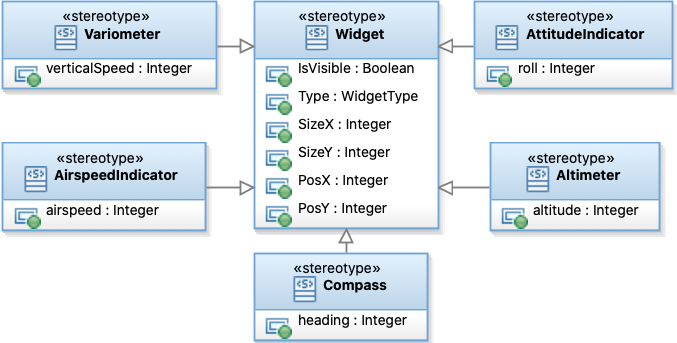 «stereotype»
Variometer
verticalSpeed : Integer
«stereotype»
Widget
IsVisible : Boolean
Type : WidgetType
SizeX : Integer
SizeY : Integer
PosX : Integer
PosY : Integer
«stereotype»
AttitudeIndicator
roll : Integer
«stereotype»
AirspeedIndicator
airspeed : Integer
«stereotype»
Altimeter
altitude : Integer
«stereotype»
Compass
heading : Integer